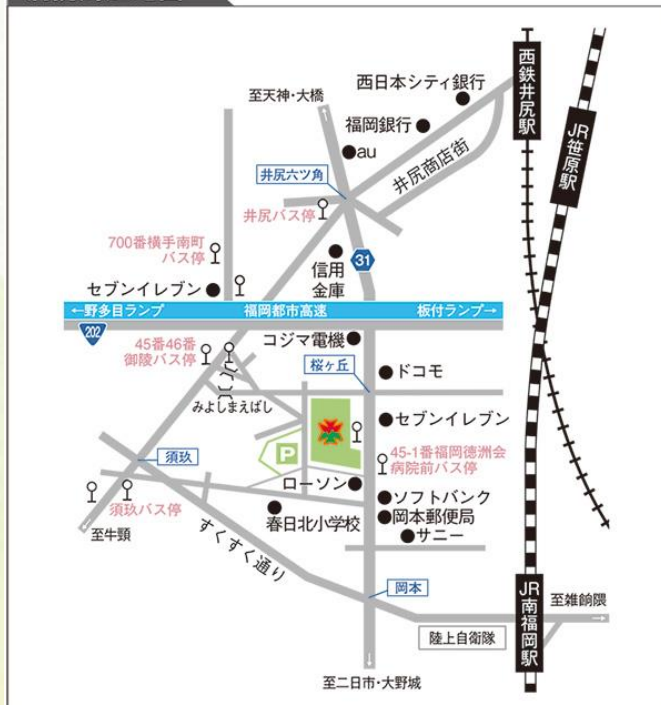 至天神・大橋
西日本シティ銀行
福岡銀行
au
井尻商店街
西鉄井尻駅
JR笹原駅
井尻六ツ角
井尻バス停
700番横手南町
バス停
セブンイレブン
信用
金庫
31
←野多目ランプ
福岡都市高速
板付ランプ→
202
45番46番
御陵バス停
コジマ電機
桜ヶ丘
ドコモ
みよしまえばし
セブンイレブン
P
45-1番福岡徳洲会
病院前バス停
須玖
ローソン
ソフトバンク
須玖バス停
春日北小学校
岡本郵便局
サニー
至牛頸
すくすく通り
岡本
JR南福岡駅
至雑餉隈
陸上自衛隊
至二日市・大野城